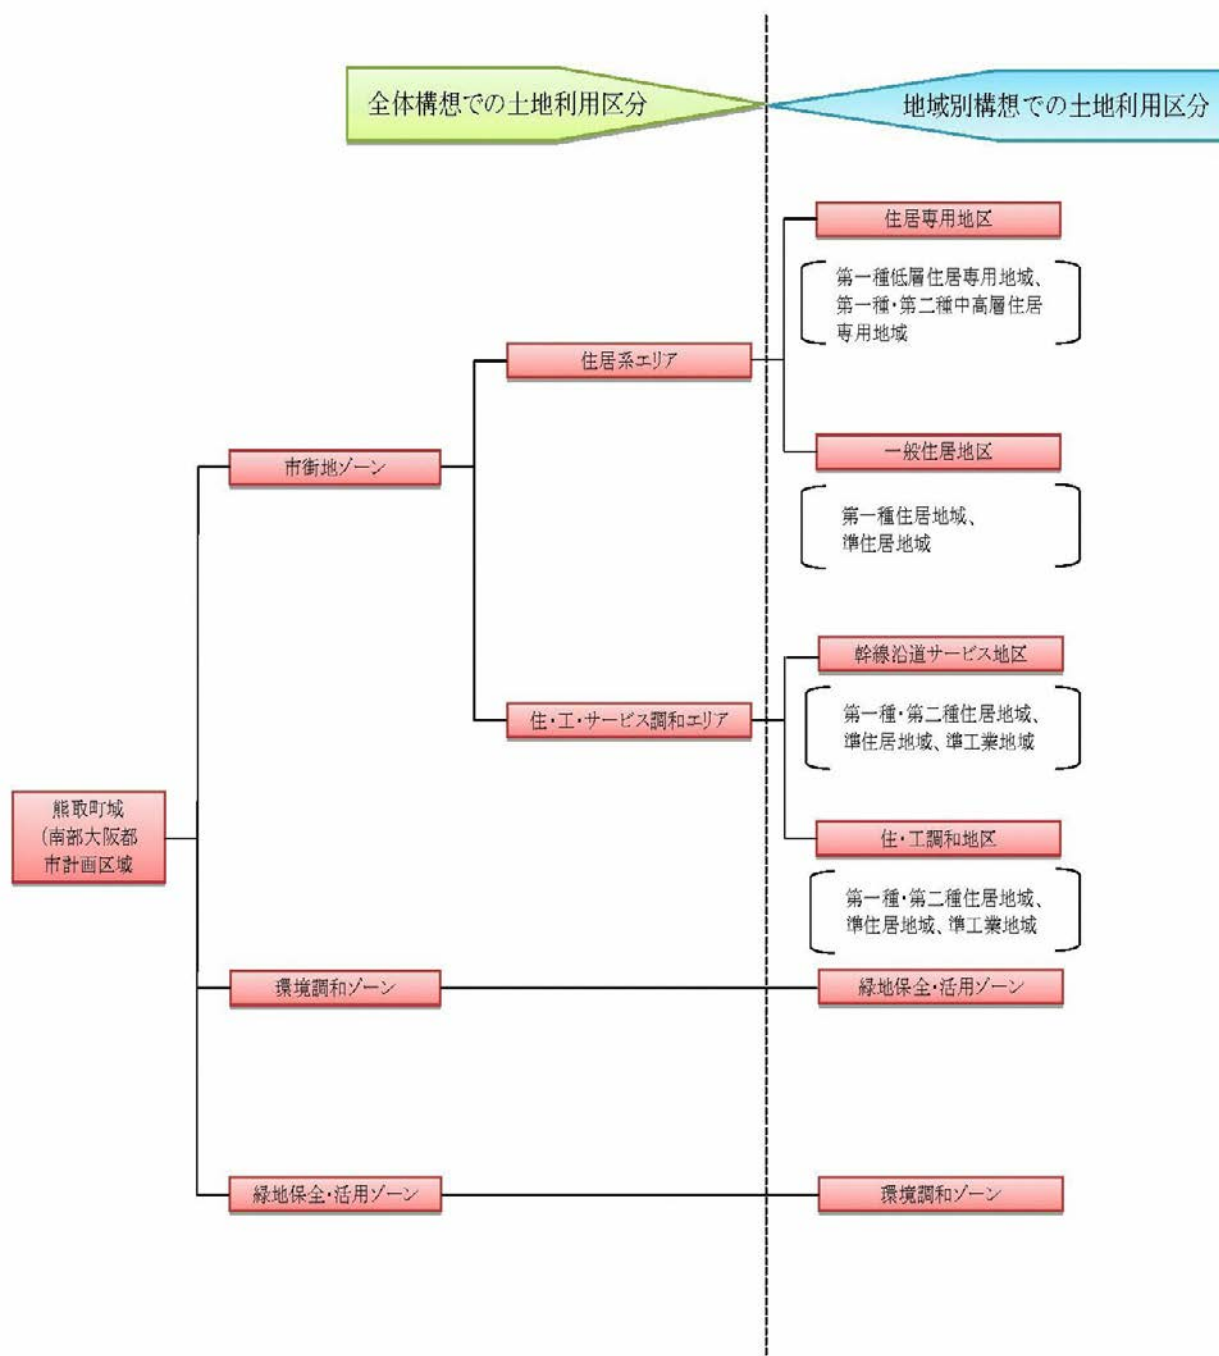 全体構想での土地利用区分
地域別構想での土地利用区分
住居専用地区
第一種低層住居専用地域、
第一種・第二種中高層住居
専用地域
住居系エリア
一般住居地区
市街地ゾーン
第一種住居地域、
準住居地域
幹線沿道サービス地区
第一種・第二種住居地域、
準住居地域、準工業地域
住・工・サービス調和エリア
熊取町域
(南部大阪都
市計画区域
住・工調和地区
第一種・第二種住居地域、
準住居地域、準工業地域
環境調和ゾーン
緑地保全・活用ゾーン
緑地保全・活用ゾーン
環境調和ゾーン